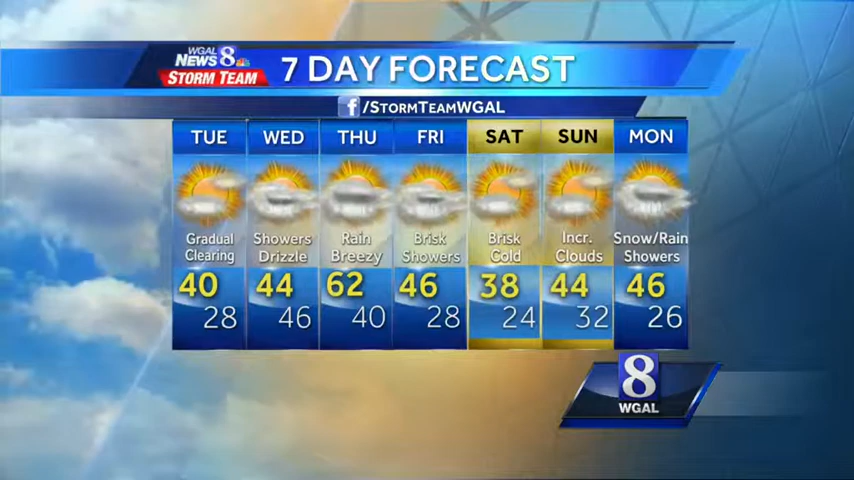 WGAL
NEWS 8
STORM TEAM
7 DAY FORECAST
f /STORMTEAMWGAL
TUE WED THU FRI SAT SUN MON
Gradual Showers Rain Brisk Brisk Incr. Snow/Rain
Clearing Drizzle Breezy Showers Cold Clouds Showers
40 44 62 46 38 44 46
28 46 40 28 24 32 26
8
WGAL